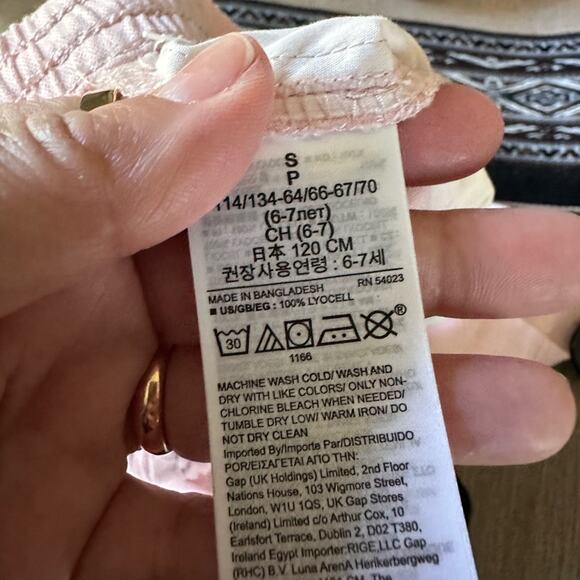 S
P
114/134-64/66-67/70
(6-7лет)
CH (6-7)
日本 120 CM
권장사용연령 : 6-7세
MADE IN BANGLADESH RN 54023
■ US/GB/EG : 100% LYOCELL
30
®
1166
MACHINE WASH COLD/ WASH AND
DRY WITH LIKE COLORS/ ONLY NON-
CHLORINE BLEACH WHEN NEEDED/
TUMBLE DRY LOW/ WARM IRON/ DO
NOT DRY CLEAN
Imported By/Importe Par/DISTRIBUIDO
POR/ΕΙΣΑΓΕΤΑΙ ΑΠΟ ΤΗΝ:
Gap (UK Holdings) Limited, 2nd Floor
Nations House, 103 Wigmore Street,
London, W1U 1QS, UK Gap Stores
(Ireland) Limited c/o Arthur Cox, 10
Earlsfort Terrace, Dublin 2, D02 T380,
Ireland Egypt Importer:RIGE,LLC Gap
(RHC) B.V. Luna ArenA Herikerbergweg
The